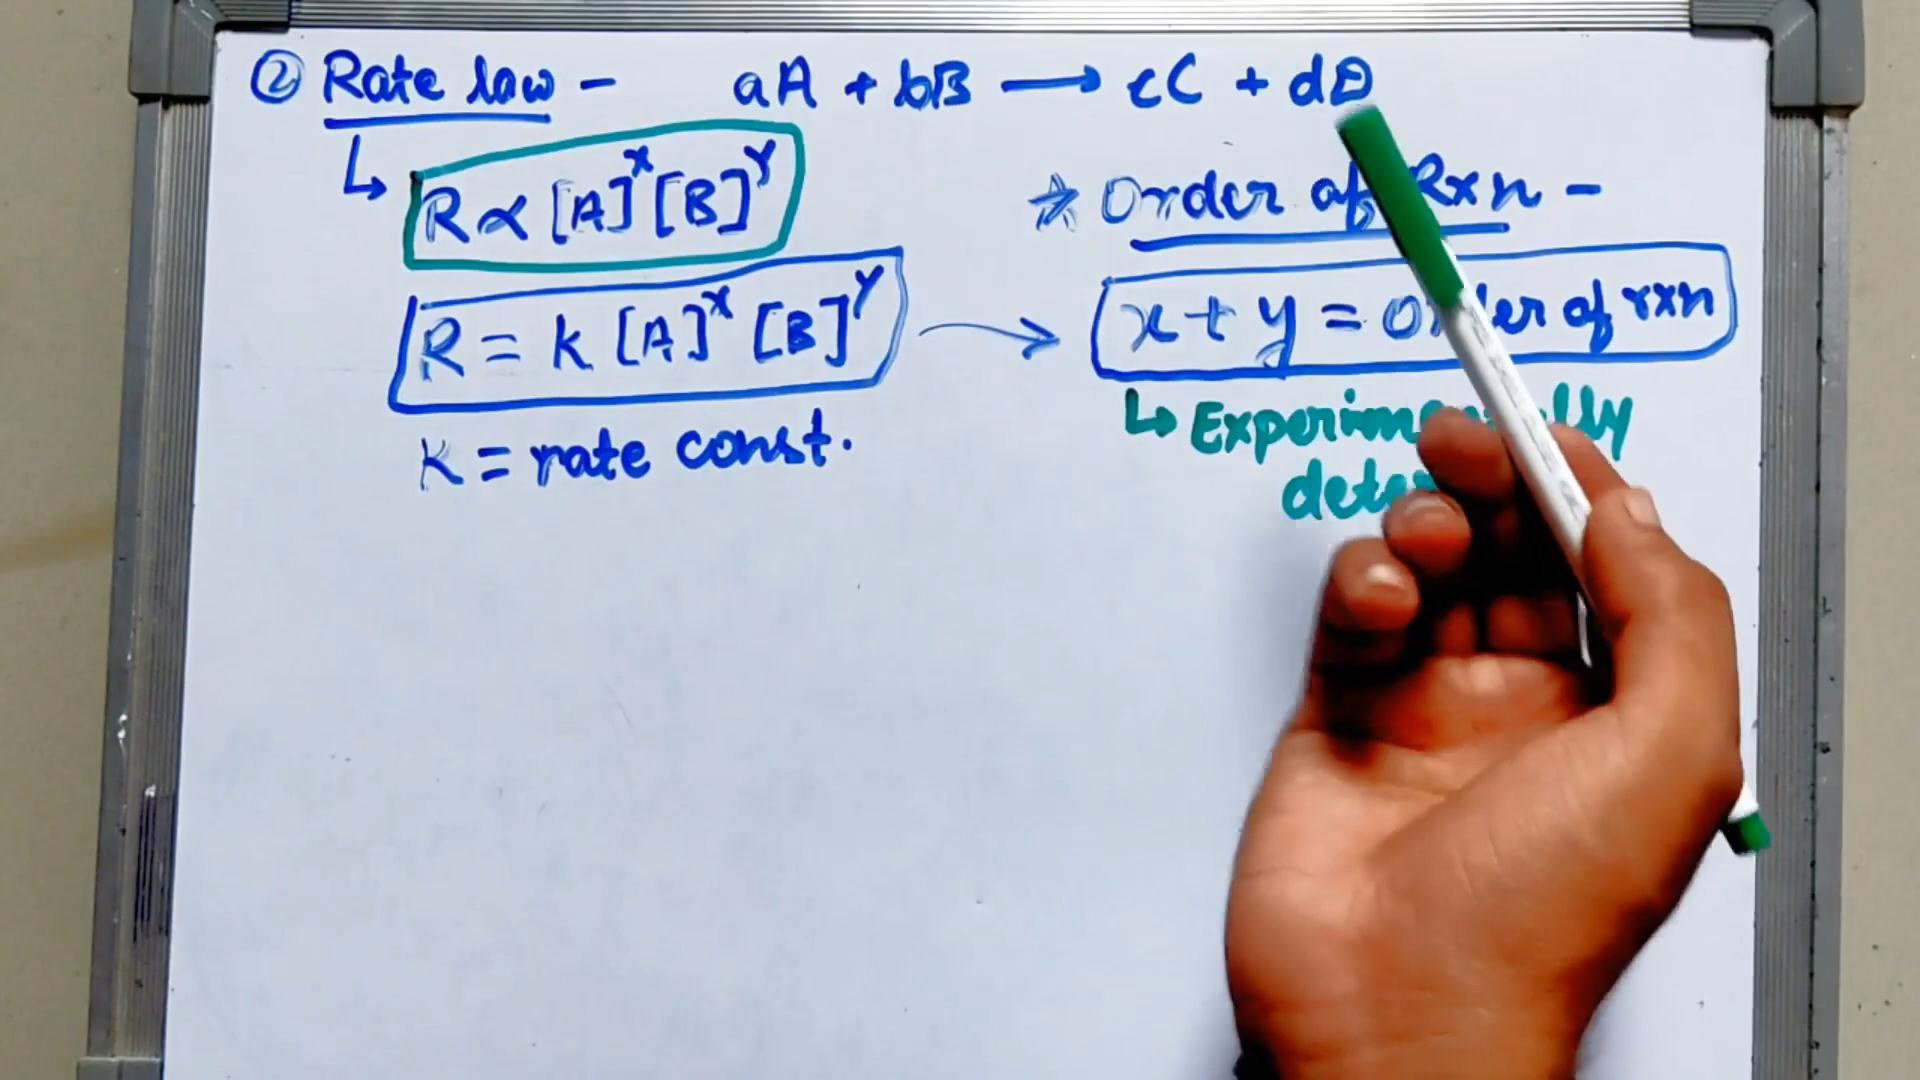 ② Rate law - aA + bB → cC + dD
↳ R ∝ [A]^x [B]^y
R = K [A]^x [B]^y
K = rate const.
☆ Order of Rxn -
x + y = Order of rxn
↳ Experimentally